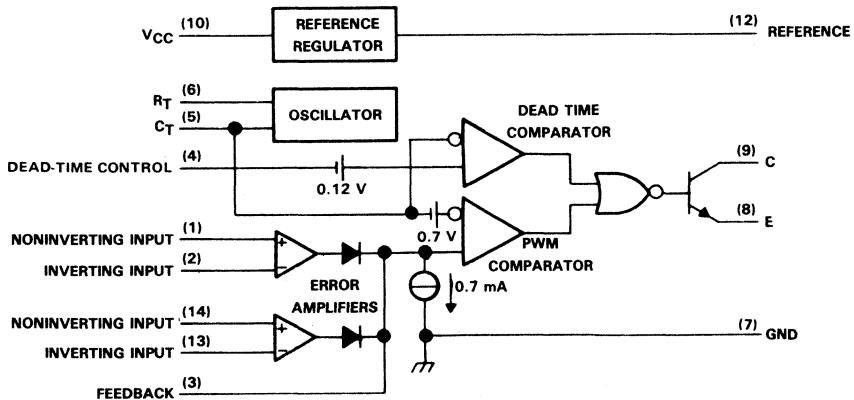 VCC (10)
REFERENCE
REGULATOR
(12) REFERENCE
RT (6)
CT (5)
OSCILLATOR
DEAD TIME
COMPARATOR
DEAD-TIME CONTROL (4)
0.12 V
(9) C
(8) E
0.7 V
PWM
COMPARATOR
NONINVERTING INPUT (1)
+
INVERTING INPUT (2)
−
ERROR
AMPLIFIERS
0.7 mA
NONINVERTING INPUT (14)
+
INVERTING INPUT (13)
−
(7) GND
FEEDBACK (3)